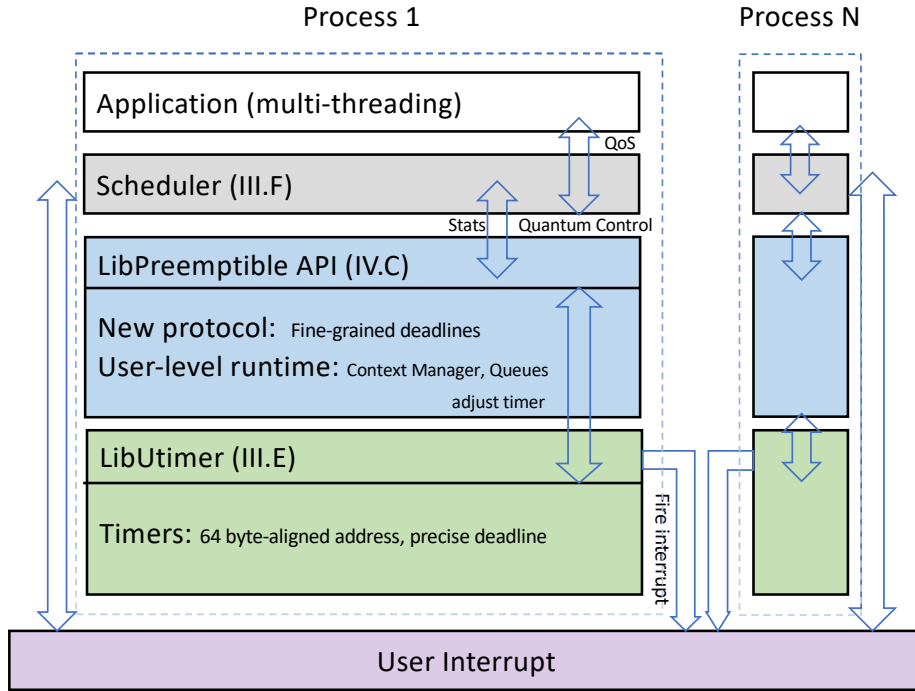 Process 1
Process N
Application (multi-threading)
QoS
Scheduler (III.F)
Stats
Quantum Control
LibPreemptible API (IV.C)
New protocol: Fine-grained deadlines
User-level runtime: Context Manager, Queues
adjust timer
LibUtimer (III.E)
Timers: 64 byte-aligned address, precise deadline
Fire interrupt
User Interrupt